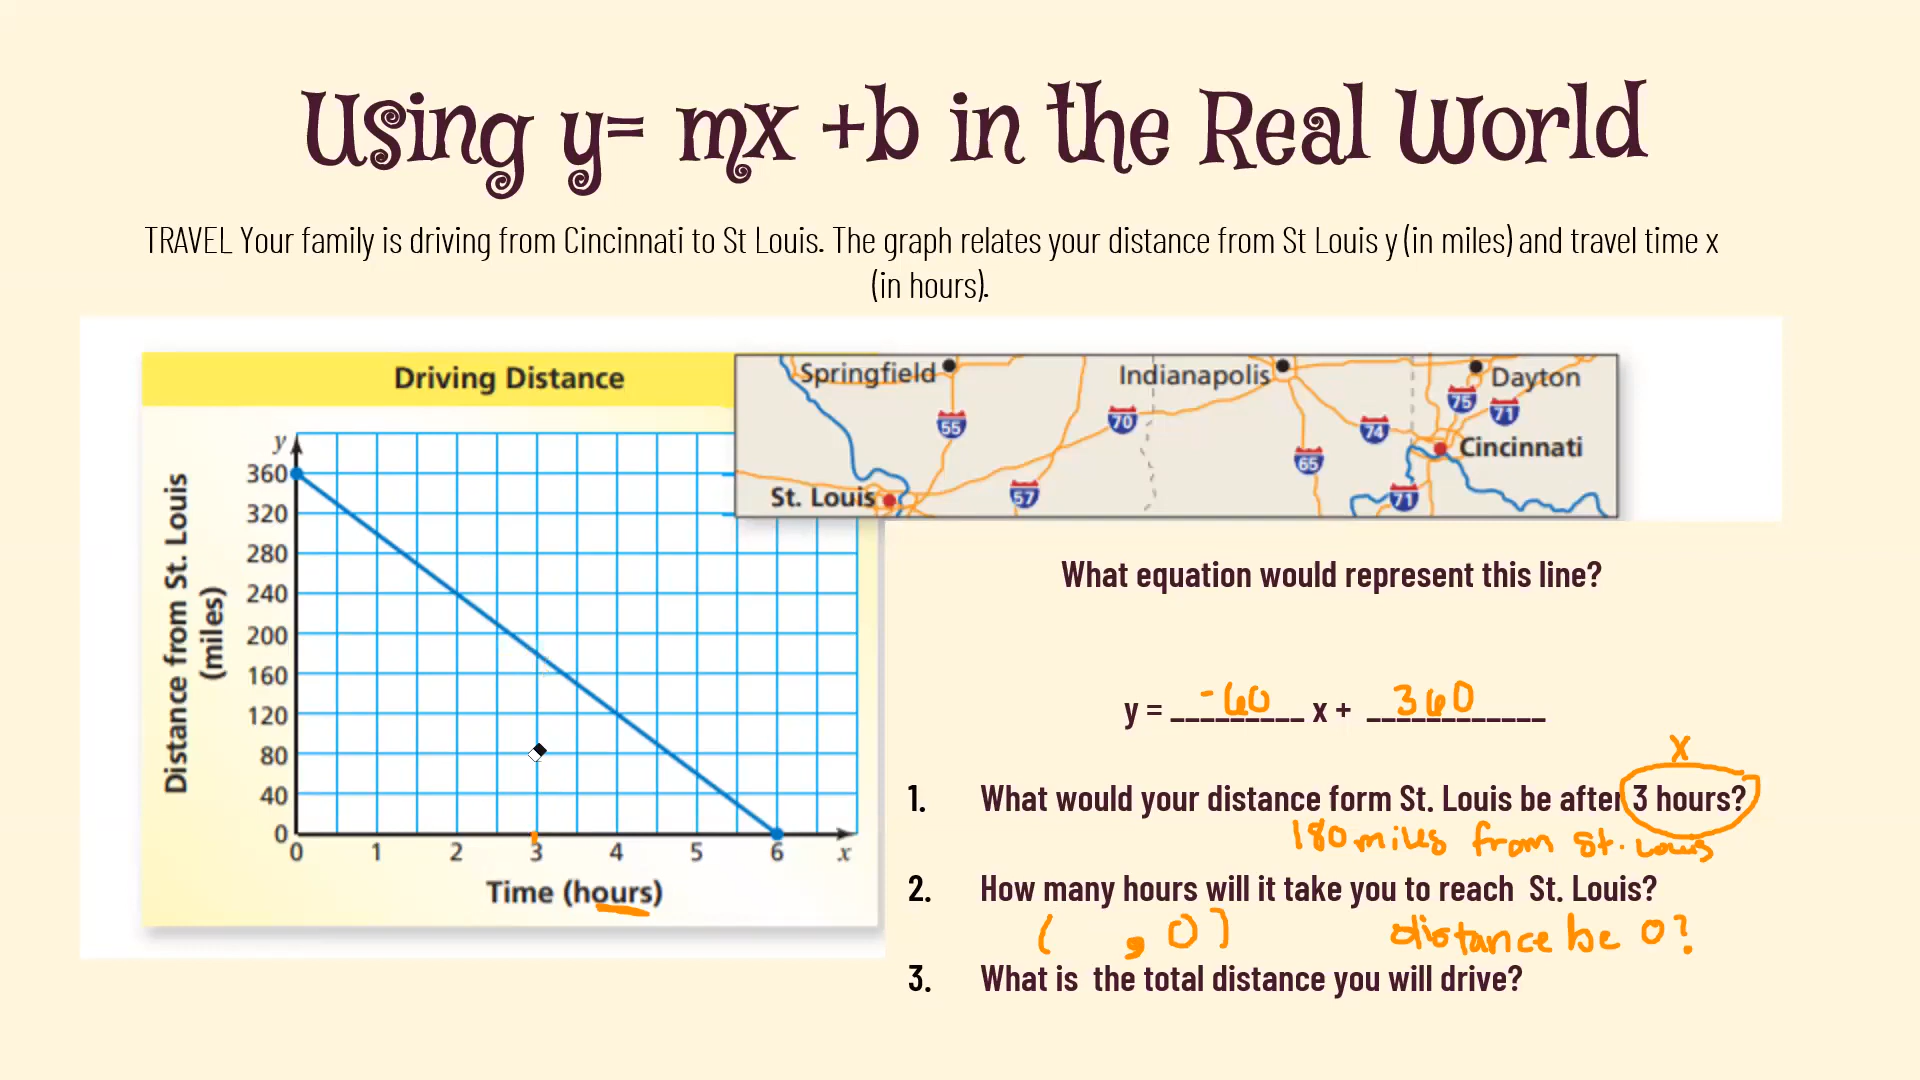 Using y= mx +b in the Real World
TRAVEL Your family is driving from Cincinnati to St Louis. The graph relates your distance from St Louis y (in miles) and travel time x
(in hours).
Driving Distance
y
360
320
280
240
200
160
120
80
40
0
Distance from St. Louis
(miles)
0 1 2 3 4 5 6 x
Time (hours)
Springfield
Indianapolis
Dayton
Cincinnati
St. Louis
55
70
57
65
74
75
71
71
What equation would represent this line?
y = _________ x + ____________
-60 360
x
1. What would your distance form St. Louis be after 3 hours?
180 miles from St. Louis
2. How many hours will it take you to reach St. Louis?
( , 0) distance be 0?
3. What is the total distance you will drive?